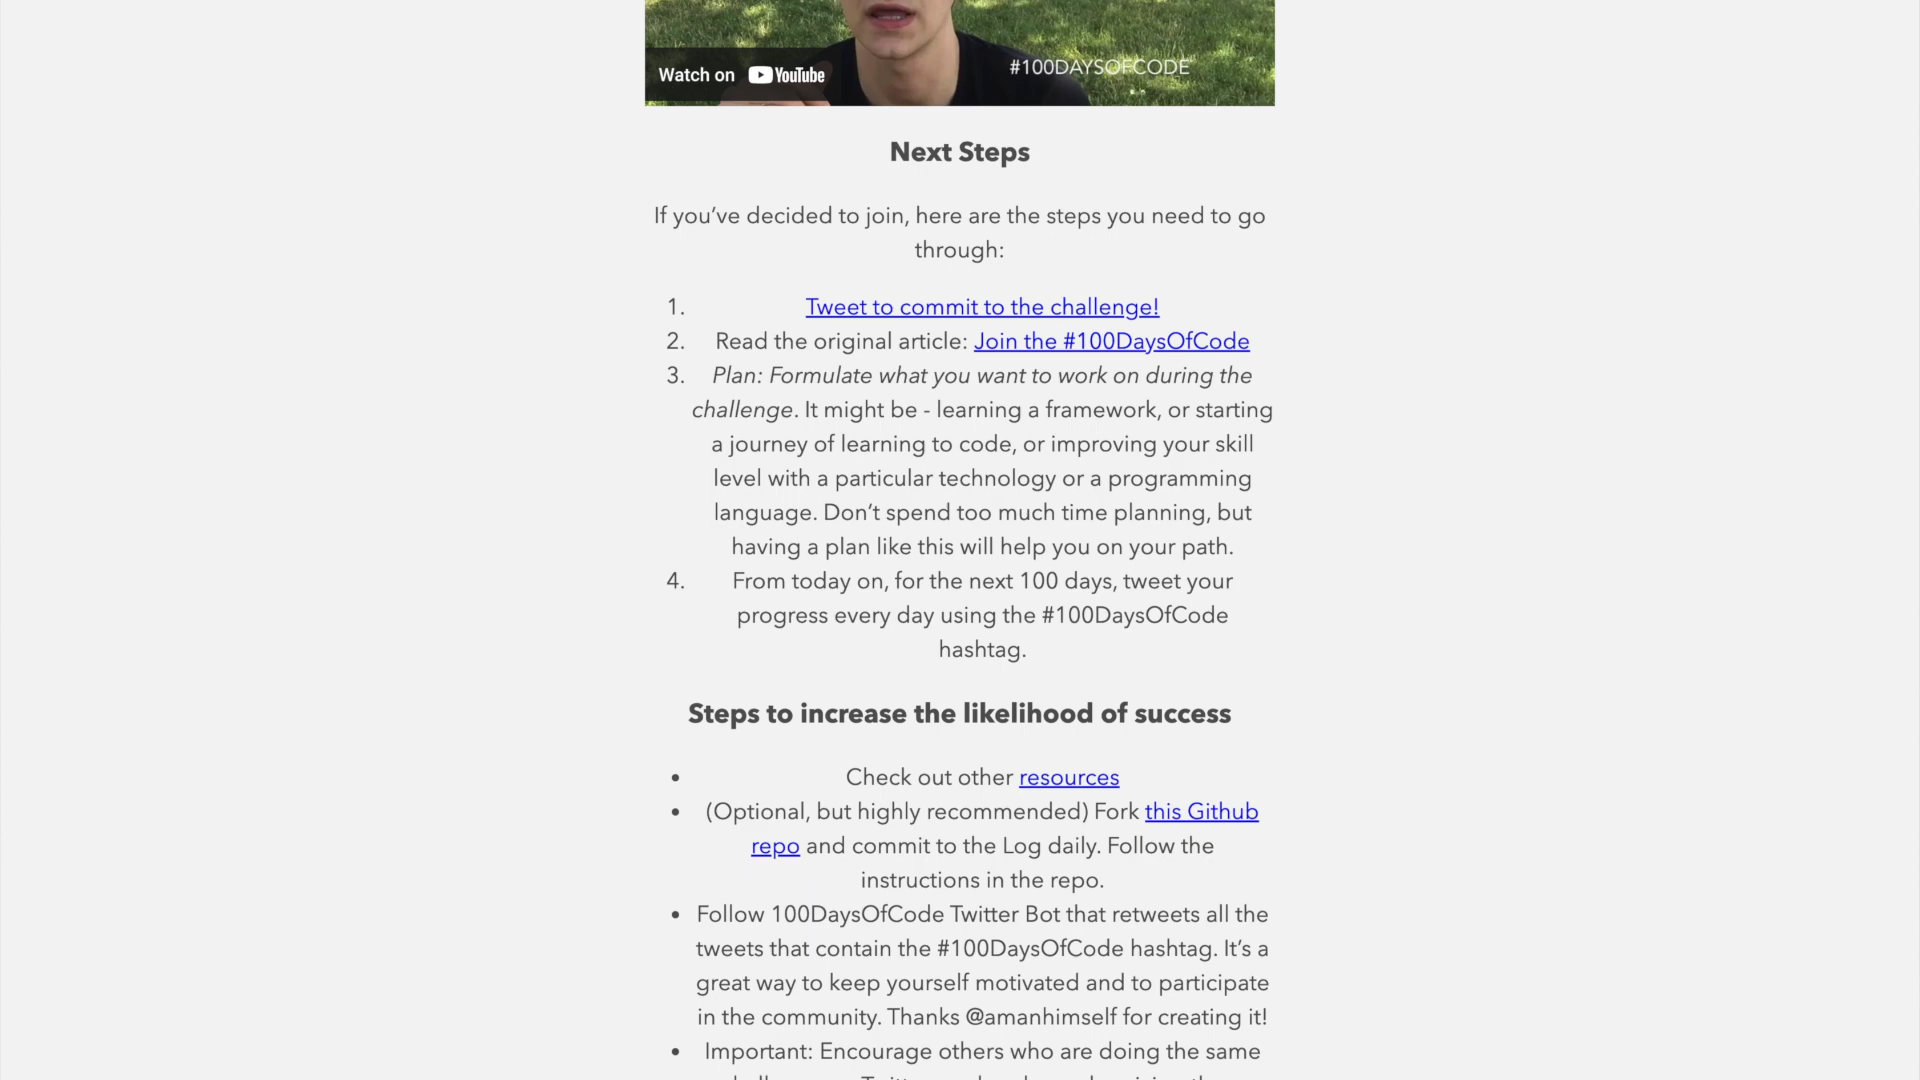 Watch on YouTube
#100DAYSOFCODE
Next Steps
If you’ve decided to join, here are the steps you need to go
through:
1. Tweet to commit to the challenge!
2. Read the original article: Join the #100DaysOfCode
3. Plan: Formulate what you want to work on during the
challenge. It might be - learning a framework, or starting
a journey of learning to code, or improving your skill
level with a particular technology or a programming
language. Don’t spend too much time planning, but
having a plan like this will help you on your path.
4. From today on, for the next 100 days, tweet your
progress every day using the #100DaysOfCode
hashtag.
Steps to increase the likelihood of success
• Check out other resources
• (Optional, but highly recommended) Fork this Github
repo and commit to the Log daily. Follow the
instructions in the repo.
• Follow 100DaysOfCode Twitter Bot that retweets all the
tweets that contain the #100DaysOfCode hashtag. It’s a
great way to keep yourself motivated and to participate
in the community. Thanks @amanhimself for creating it!
• Important: Encourage others who are doing the same